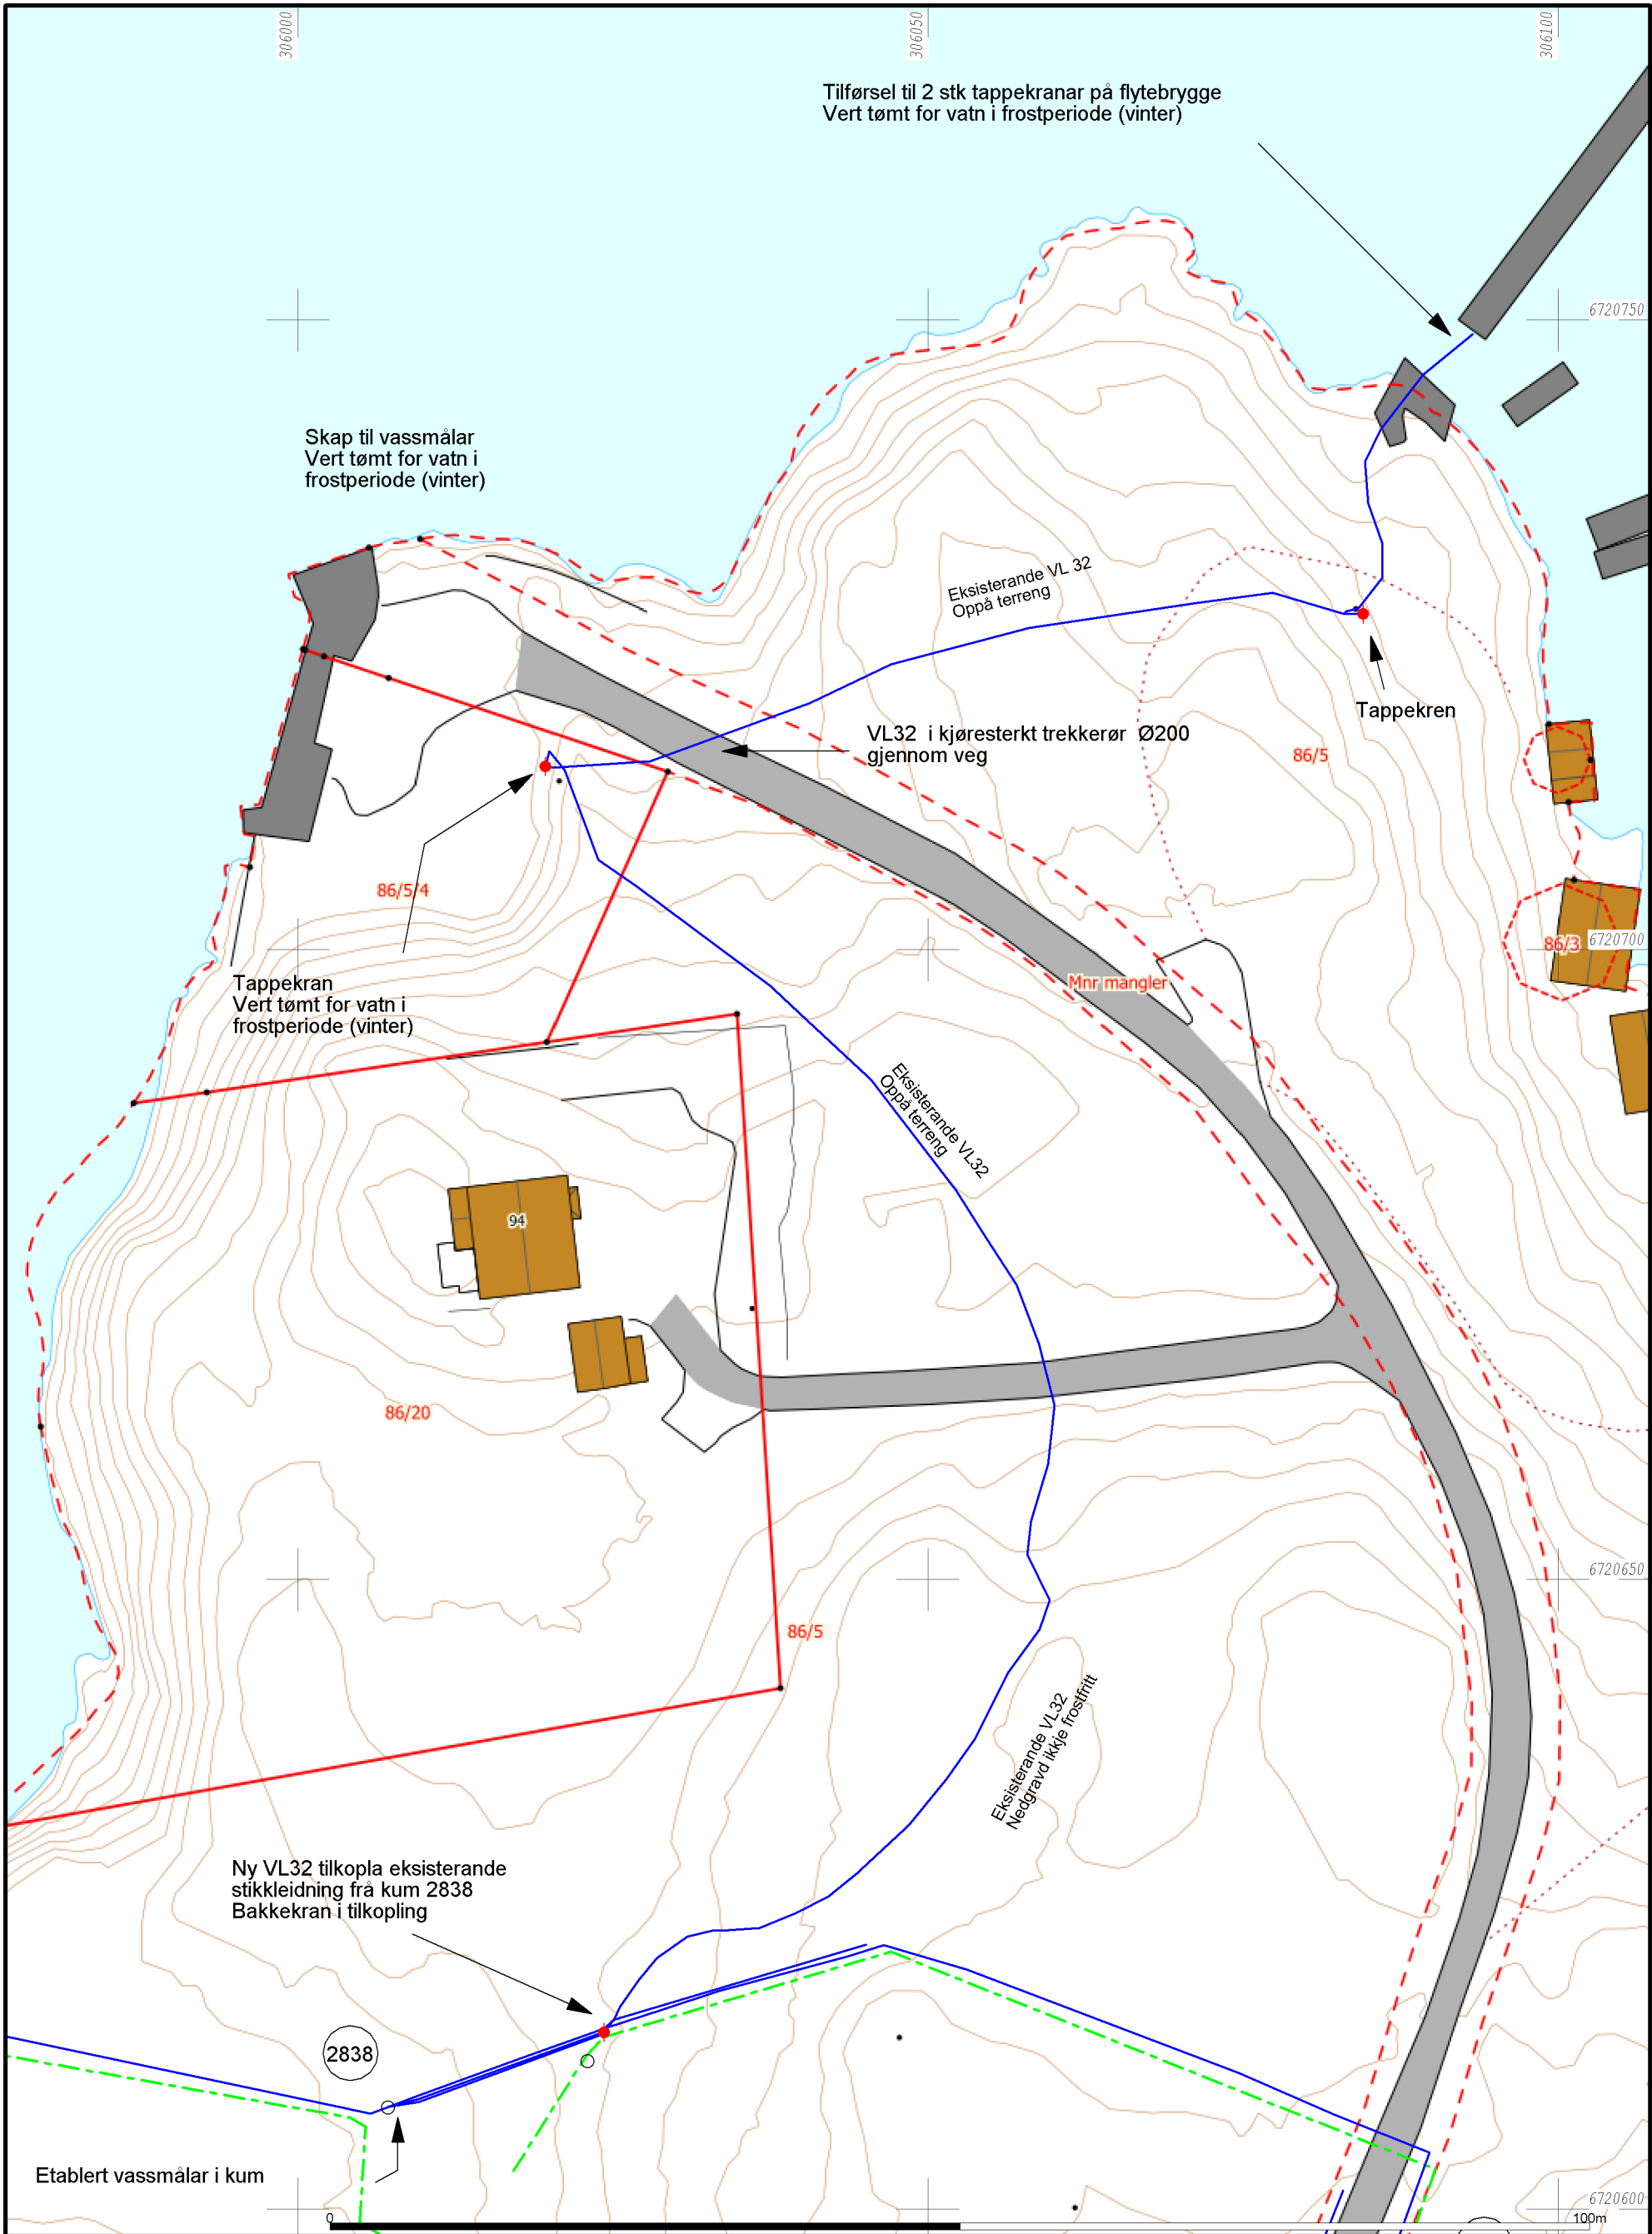 306000
306050
306100
Tilførsel til 2 stk tappekranar på flytebrygge
Vert tømt for vatn i frostperiode (vinter)
6720750
Skap til vassmålar
Vert tømt for vatn i
frostperiode (vinter)
Eksisterande VL 32
Oppå terreng
Tappekren
VL32 i kjøresterkt trekkerør Ø200
gjennom veg
86/5
86/5/4
86/3
6720700
Mnr mangler
Tappekran
Vert tømt for vatn i
frostperiode (vinter)
Eksisterande VL32
Oppå terreng
94
86/20
6720650
86/5
Eksisterande VL32
Nedgravd ikkje frostfritt
Ny VL32 tilkopla eksisterande
stikkleidning frå kum 2838
Bakkekran i tilkopling
2838
Etablert vassmålar i kum
6720600
0
100m